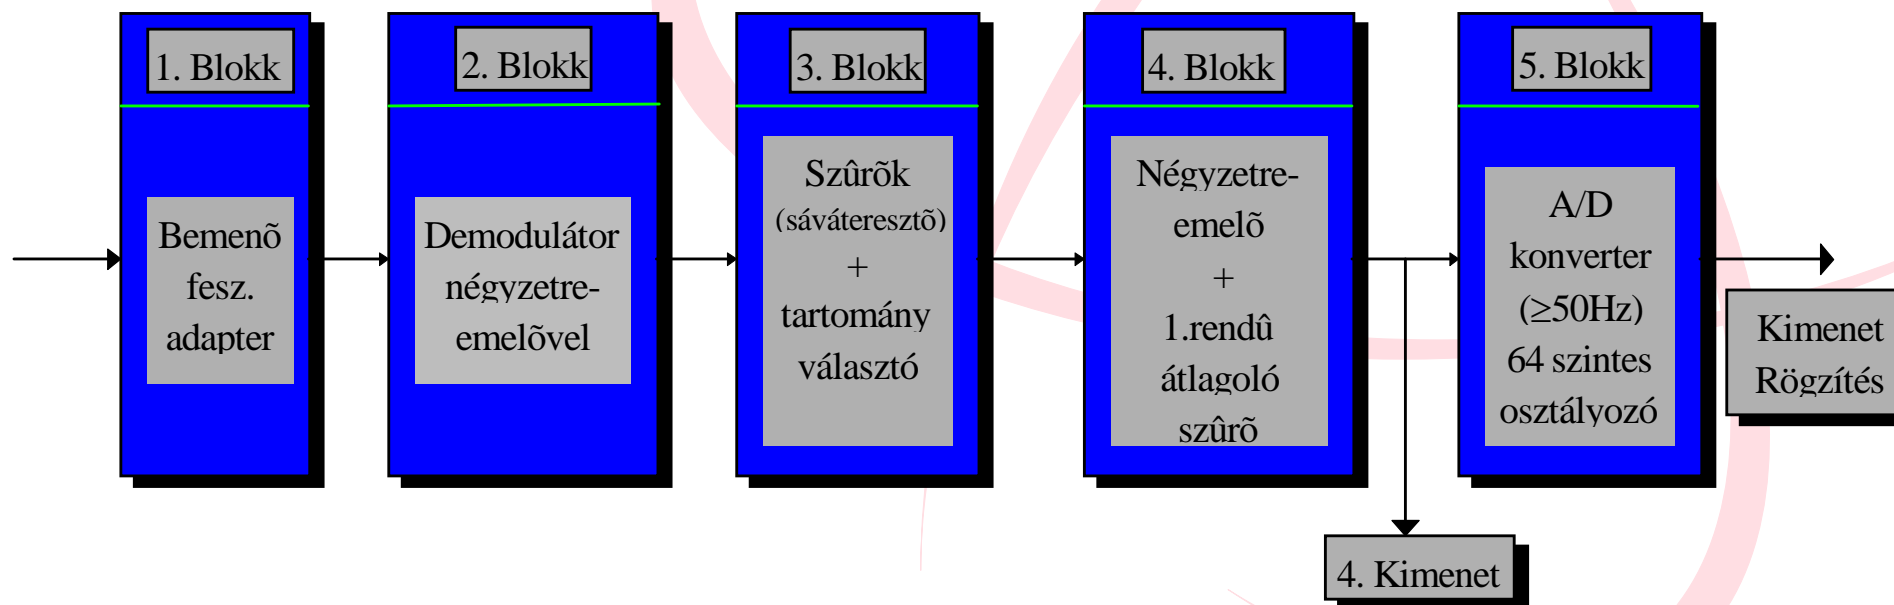 1. Blokk
Bemenõ
fesz.
adapter
2. Blokk
Demodulátor
négyzetre-
emelõvel
3. Blokk
Szûrõk
(sáváteresztõ)
+
tartomány
választó
4. Blokk
Négyzetre-
emelõ
+
1.rendû
átlagoló
szûrõ
5. Blokk
A/D
konverter
(≥50Hz)
64 szintes
osztályozó
Kimenet
Rögzítés
4. Kimenet